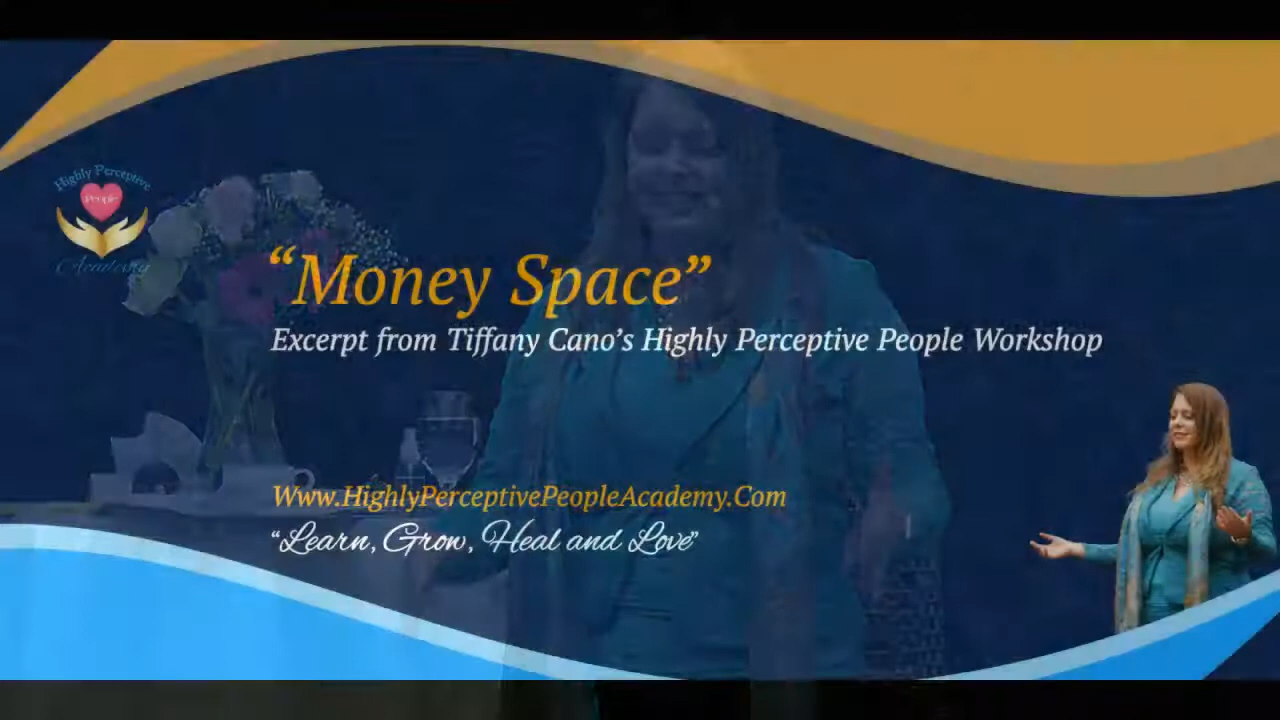 Highly Perceptive
People
Academy
“Money Space”
Excerpt from Tiffany Cano’s Highly Perceptive People Workshop
Www.HighlyPerceptivePeopleAcademy.Com
“Learn, Grow, Heal and Love”